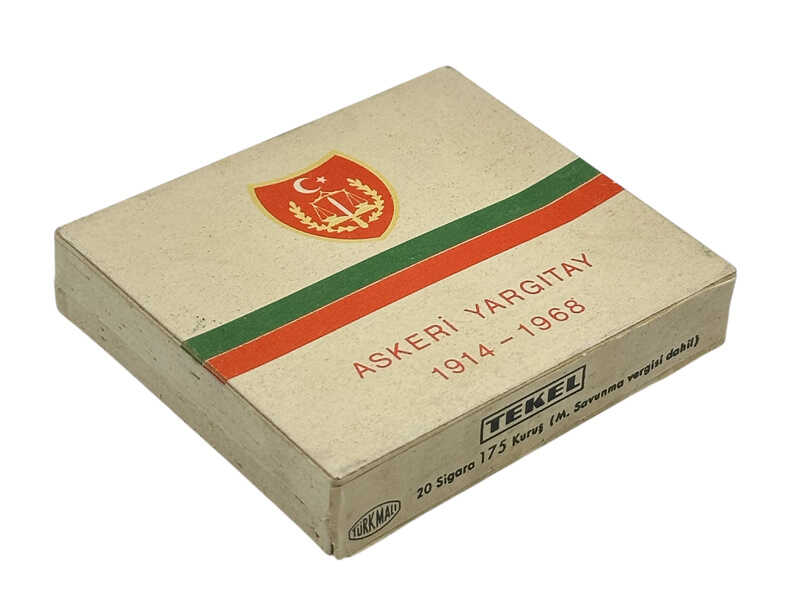 ASKERİ YARGITAY
1914-1968
TEKEL
20 Sigara 175 Kuruş (M. Savunma vergisi dahil)
TÜRK MALI